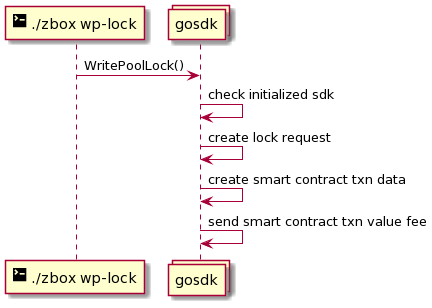 ./zbox wp-lock
gosdk
WritePoolLock()
check initialized sdk
create lock request
create smart contract txn data
send smart contract txn value fee
./zbox wp-lock
gosdk